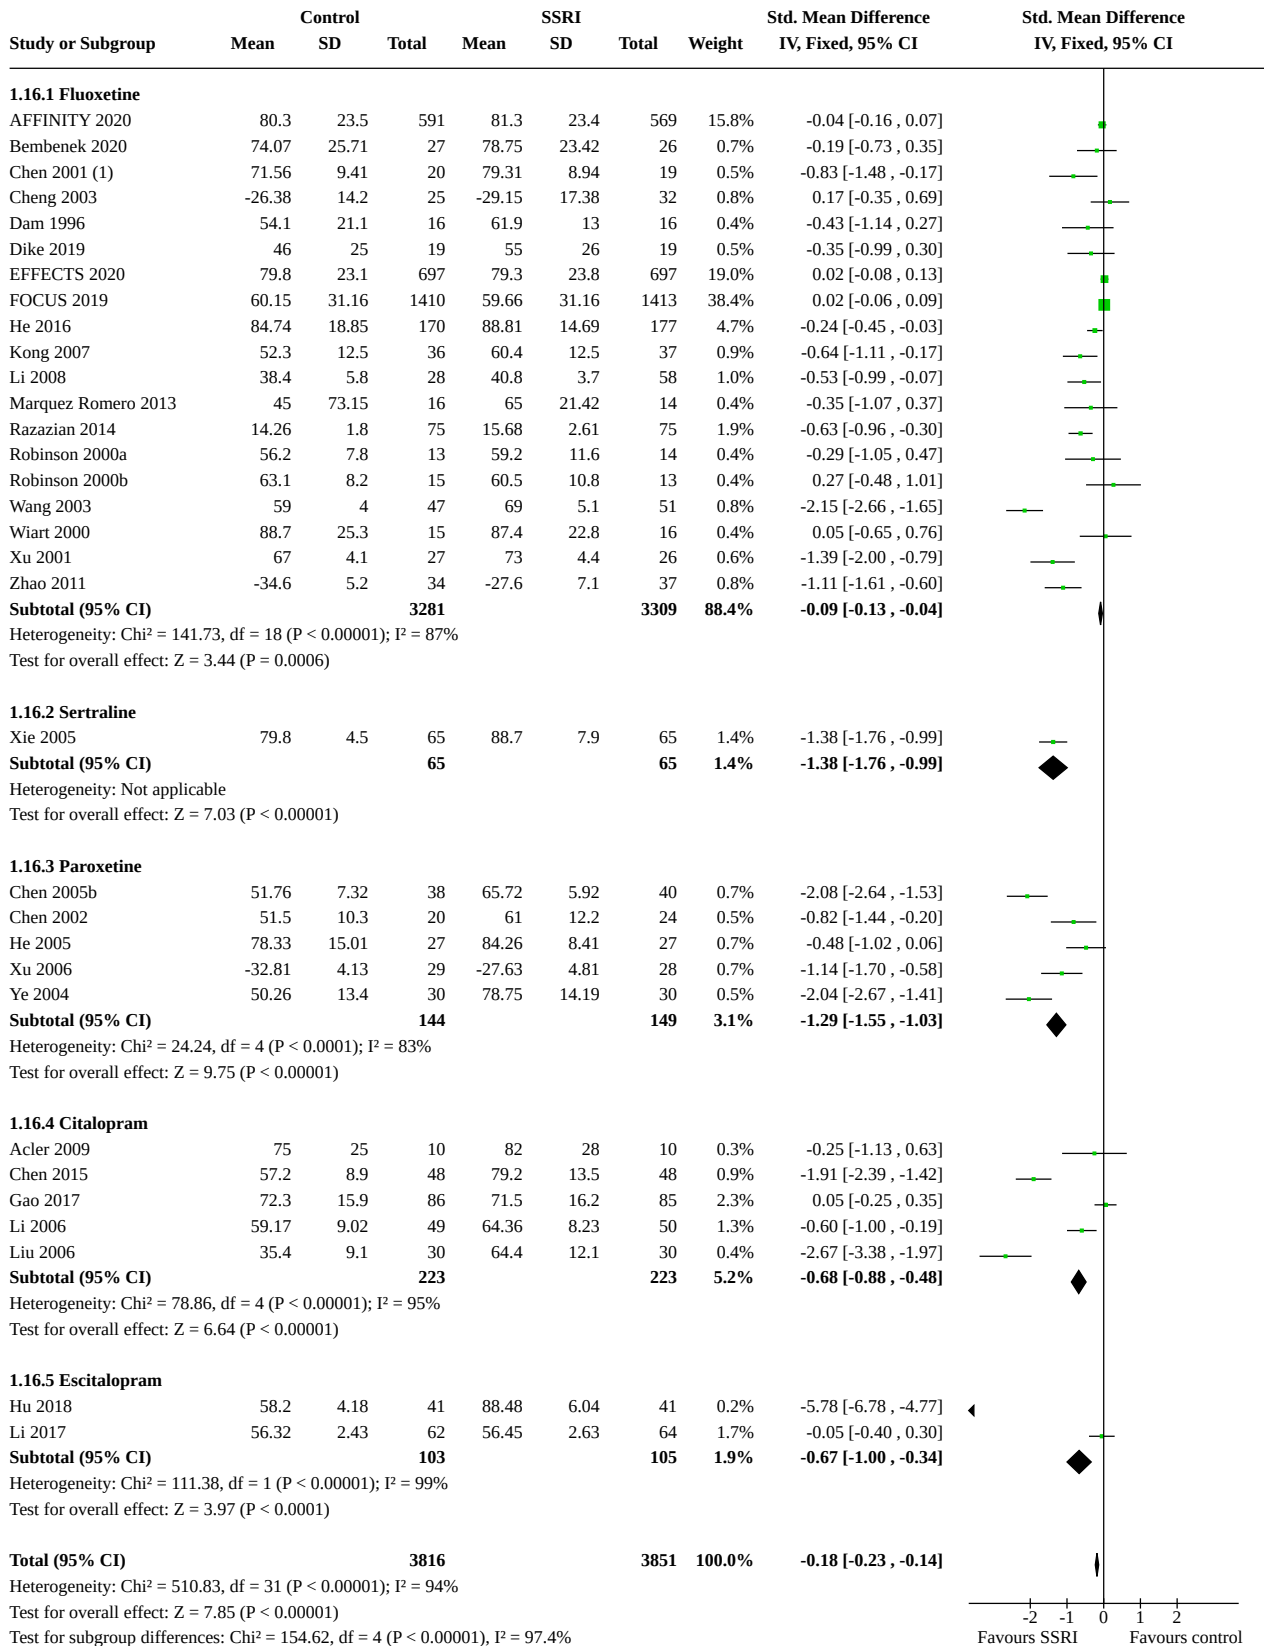 Control SSRI Std. Mean Difference Std. Mean Difference
Study or Subgroup Mean SD Total Mean SD Total Weight IV, Fixed, 95% CI IV, Fixed, 95% CI
1.16.1 Fluoxetine
AFFINITY 2020 80.3 23.5 591 81.3 23.4 569 15.8% -0.04 [-0.16 , 0.07]
Bembenek 2020 74.07 25.71 27 78.75 23.42 26 0.7% -0.19 [-0.73 , 0.35]
Chen 2001 (1) 71.56 9.41 20 79.31 8.94 19 0.5% -0.83 [-1.48 , -0.17]
Cheng 2003 -26.38 14.2 25 -29.15 17.38 32 0.8% 0.17 [-0.35 , 0.69]
Dam 1996 54.1 21.1 16 61.9 13 16 0.4% -0.43 [-1.14 , 0.27]
Dike 2019 46 25 19 55 26 19 0.5% -0.35 [-0.99 , 0.30]
EFFECTS 2020 79.8 23.1 697 79.3 23.8 697 19.0% 0.02 [-0.08 , 0.13]
FOCUS 2019 60.15 31.16 1410 59.66 31.16 1413 38.4% 0.02 [-0.06 , 0.09]
He 2016 84.74 18.85 170 88.81 14.69 177 4.7% -0.24 [-0.45 , -0.03]
Kong 2007 52.3 12.5 36 60.4 12.5 37 0.9% -0.64 [-1.11 , -0.17]
Li 2008 38.4 5.8 28 40.8 3.7 58 1.0% -0.53 [-0.99 , -0.07]
Marquez Romero 2013 45 73.15 16 65 21.42 14 0.4% -0.35 [-1.07 , 0.37]
Razazian 2014 14.26 1.8 75 15.68 2.61 75 1.9% -0.63 [-0.96 , -0.30]
Robinson 2000a 56.2 7.8 13 59.2 11.6 14 0.4% -0.29 [-1.05 , 0.47]
Robinson 2000b 63.1 8.2 15 60.5 10.8 13 0.4% 0.27 [-0.48 , 1.01]
Wang 2003 59 4 47 69 5.1 51 0.8% -2.15 [-2.66 , -1.65]
Wiart 2000 88.7 25.3 15 87.4 22.8 16 0.4% 0.05 [-0.65 , 0.76]
Xu 2001 67 4.1 27 73 4.4 26 0.6% -1.39 [-2.00 , -0.79]
Zhao 2011 -34.6 5.2 34 -27.6 7.1 37 0.8% -1.11 [-1.61 , -0.60]
Subtotal (95% CI) 3281 3309 88.4% -0.09 [-0.13 , -0.04]
Heterogeneity: Chi² = 141.73, df = 18 (P < 0.00001); I² = 87%
Test for overall effect: Z = 3.44 (P = 0.0006)
1.16.2 Sertraline
Xie 2005 79.8 4.5 65 88.7 7.9 65 1.4% -1.38 [-1.76 , -0.99]
Subtotal (95% CI) 65 65 1.4% -1.38 [-1.76 , -0.99]
Heterogeneity: Not applicable
Test for overall effect: Z = 7.03 (P < 0.00001)
1.16.3 Paroxetine
Chen 2005b 51.76 7.32 38 65.72 5.92 40 0.7% -2.08 [-2.64 , -1.53]
Chen 2002 51.5 10.3 20 61 12.2 24 0.5% -0.82 [-1.44 , -0.20]
He 2005 78.33 15.01 27 84.26 8.41 27 0.7% -0.48 [-1.02 , 0.06]
Xu 2006 -32.81 4.13 29 -27.63 4.81 28 0.7% -1.14 [-1.70 , -0.58]
Ye 2004 50.26 13.4 30 78.75 14.19 30 0.5% -2.04 [-2.67 , -1.41]
Subtotal (95% CI) 144 149 3.1% -1.29 [-1.55 , -1.03]
Heterogeneity: Chi² = 24.24, df = 4 (P < 0.0001); I² = 83%
Test for overall effect: Z = 9.75 (P < 0.00001)
1.16.4 Citalopram
Acler 2009 75 25 10 82 28 10 0.3% -0.25 [-1.13 , 0.63]
Chen 2015 57.2 8.9 48 79.2 13.5 48 0.9% -1.91 [-2.39 , -1.42]
Gao 2017 72.3 15.9 86 71.5 16.2 85 2.3% 0.05 [-0.25 , 0.35]
Li 2006 59.17 9.02 49 64.36 8.23 50 1.3% -0.60 [-1.00 , -0.19]
Liu 2006 35.4 9.1 30 64.4 12.1 30 0.4% -2.67 [-3.38 , -1.97]
Subtotal (95% CI) 223 223 5.2% -0.68 [-0.88 , -0.48]
Heterogeneity: Chi² = 78.86, df = 4 (P < 0.00001); I² = 95%
Test for overall effect: Z = 6.64 (P < 0.00001)
1.16.5 Escitalopram
Hu 2018 58.2 4.18 41 88.48 6.04 41 0.2% -5.78 [-6.78 , -4.77]
Li 2017 56.32 2.43 62 56.45 2.63 64 1.7% -0.05 [-0.40 , 0.30]
Subtotal (95% CI) 103 105 1.9% -0.67 [-1.00 , -0.34]
Heterogeneity: Chi² = 111.38, df = 1 (P < 0.00001); I² = 99%
Test for overall effect: Z = 3.97 (P < 0.0001)
Total (95% CI) 3816 3851 100.0% -0.18 [-0.23 , -0.14]
Heterogeneity: Chi² = 510.83, df = 31 (P < 0.00001); I² = 94%
Test for overall effect: Z = 7.85 (P < 0.00001) -2 -1 0 1 2
Test for subgroup differences: Chi² = 154.62, df = 4 (P < 0.00001), I² = 97.4% Favours SSRI Favours control